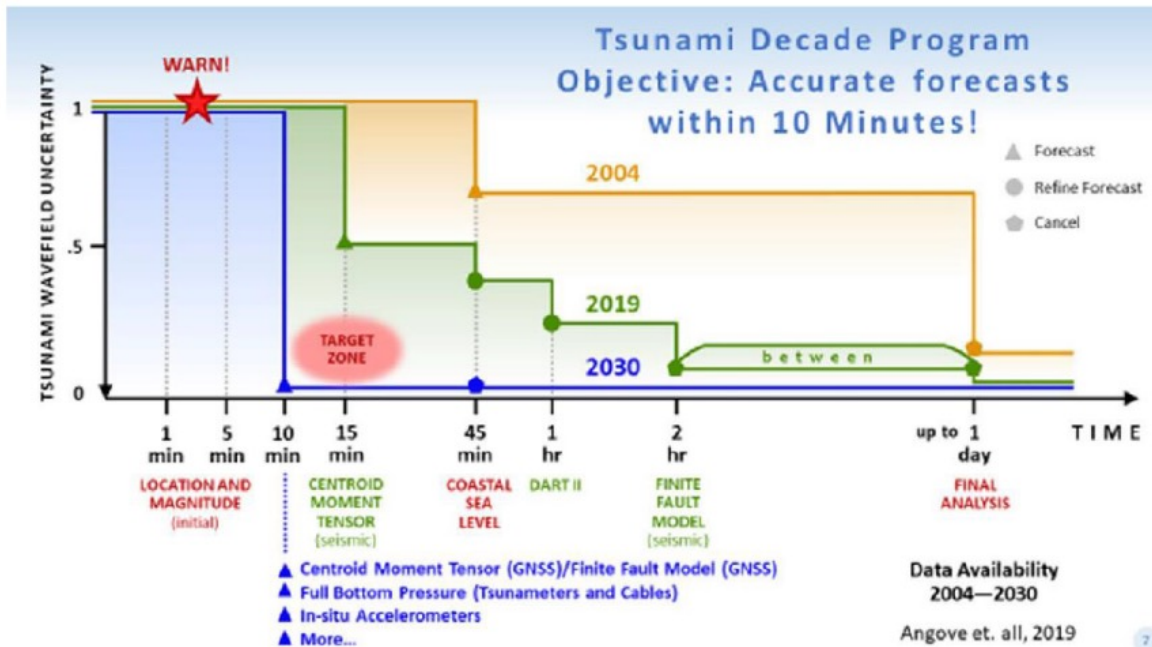 Tsunami Decade Program
Objective: Accurate forecasts
within 10 Minutes!
WARN!
TSUNAMI WAVEFIELD UNCERTAINTY
1
.5
0
Forecast
Refine Forecast
Cancel
2004
2019
2030
TARGET
ZONE
between
1
min
5
min
10
min
15
min
45
min
1
hr
2
hr
up to 1
day
TIME
LOCATION AND
MAGNITUDE
(initial)
CENTROID
MOMENT
TENSOR
(seismic)
COASTAL
SEA
LEVEL
DART II
FINITE
FAULT
MODEL
(seismic)
FINAL
ANALYSIS
Centroid Moment Tensor (GNSS)/Finite Fault Model (GNSS)
Full Bottom Pressure (Tsunameters and Cables)
In-situ Accelerometers
More...
Data Availability
2004—2030
Angove et. all, 2019
7